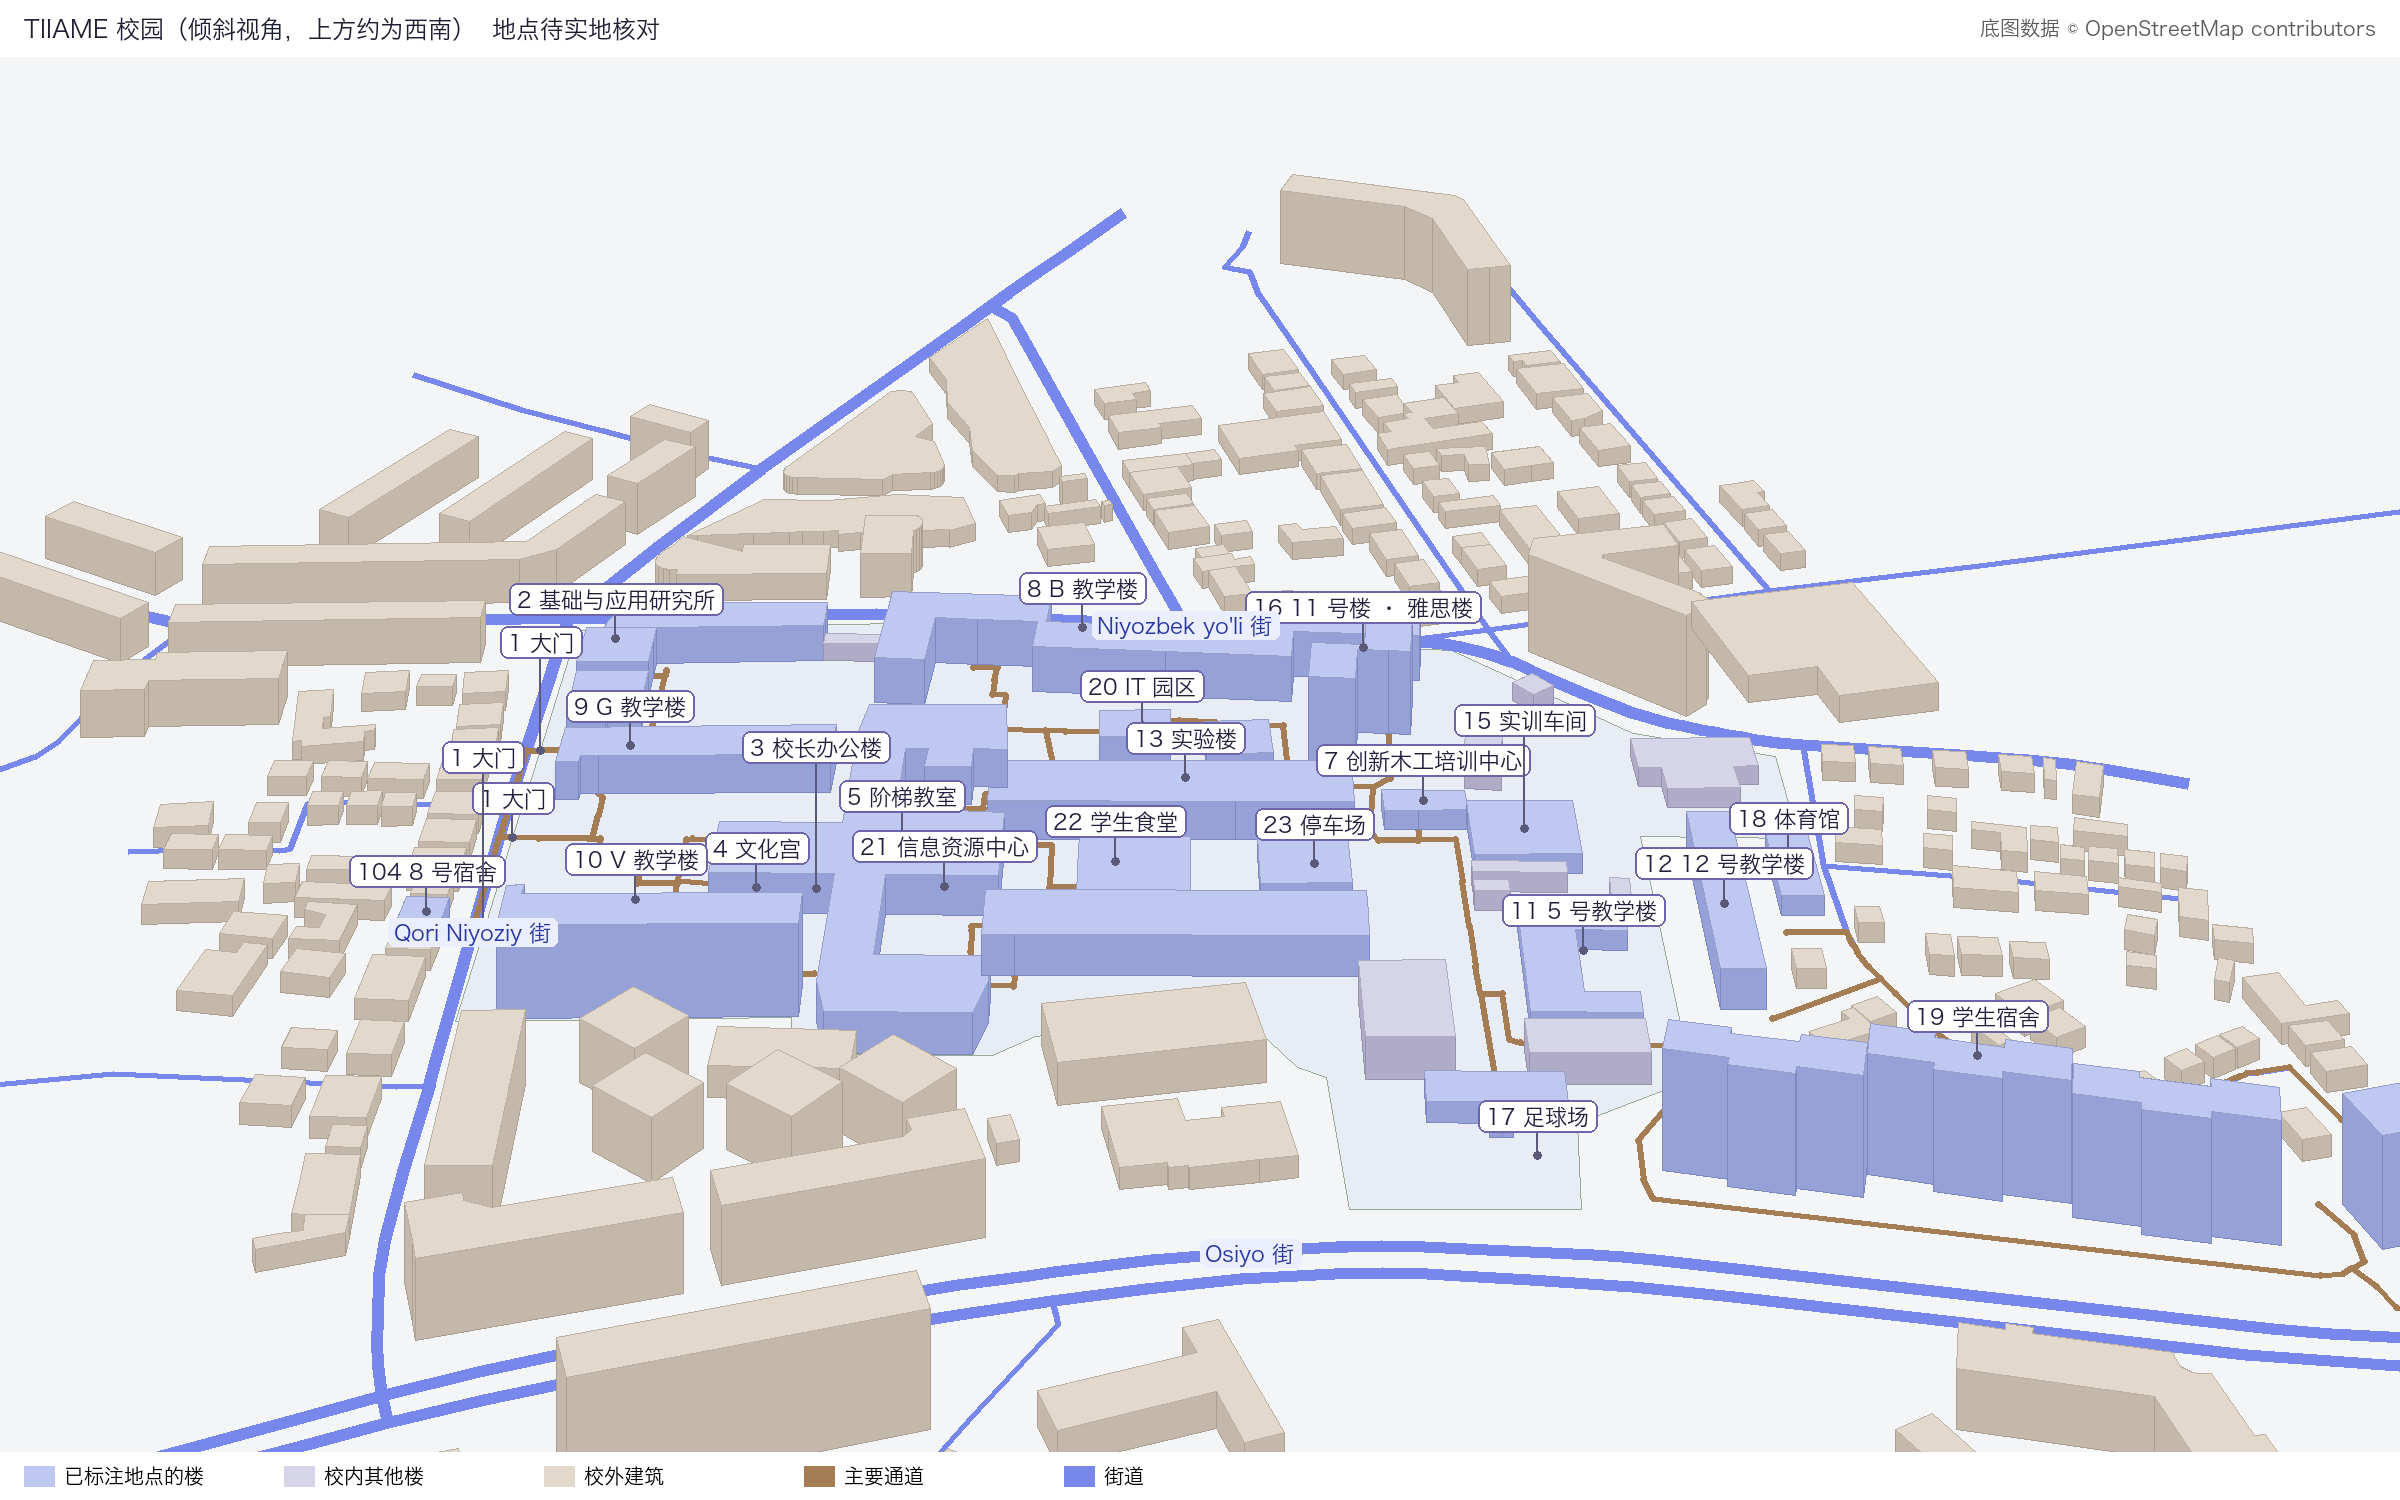 TIIAME 校园（倾斜视角，上方约为西南） 地点待实地核对
底图数据 © OpenStreetMap contributors
2 基础与应用研究所
8 B 教学楼
16 11 号楼 · 雅思楼
Niyozbek yo'li 街
1 大门
20 IT 园区
9 G 教学楼
15 实训车间
13 实验楼
3 校长办公楼
1 大门
7 创新木工培训中心
5 阶梯教室
1 大门
22 学生食堂
23 停车场
18 体育馆
4 文化宫
21 信息资源中心
10 V 教学楼
12 12 号教学楼
104 8 号宿舍
11 5 号教学楼
Qori Niyoziy 街
19 学生宿舍
17 足球场
Osiyo 街
已标注地点的楼
校内其他楼
校外建筑
主要通道
街道